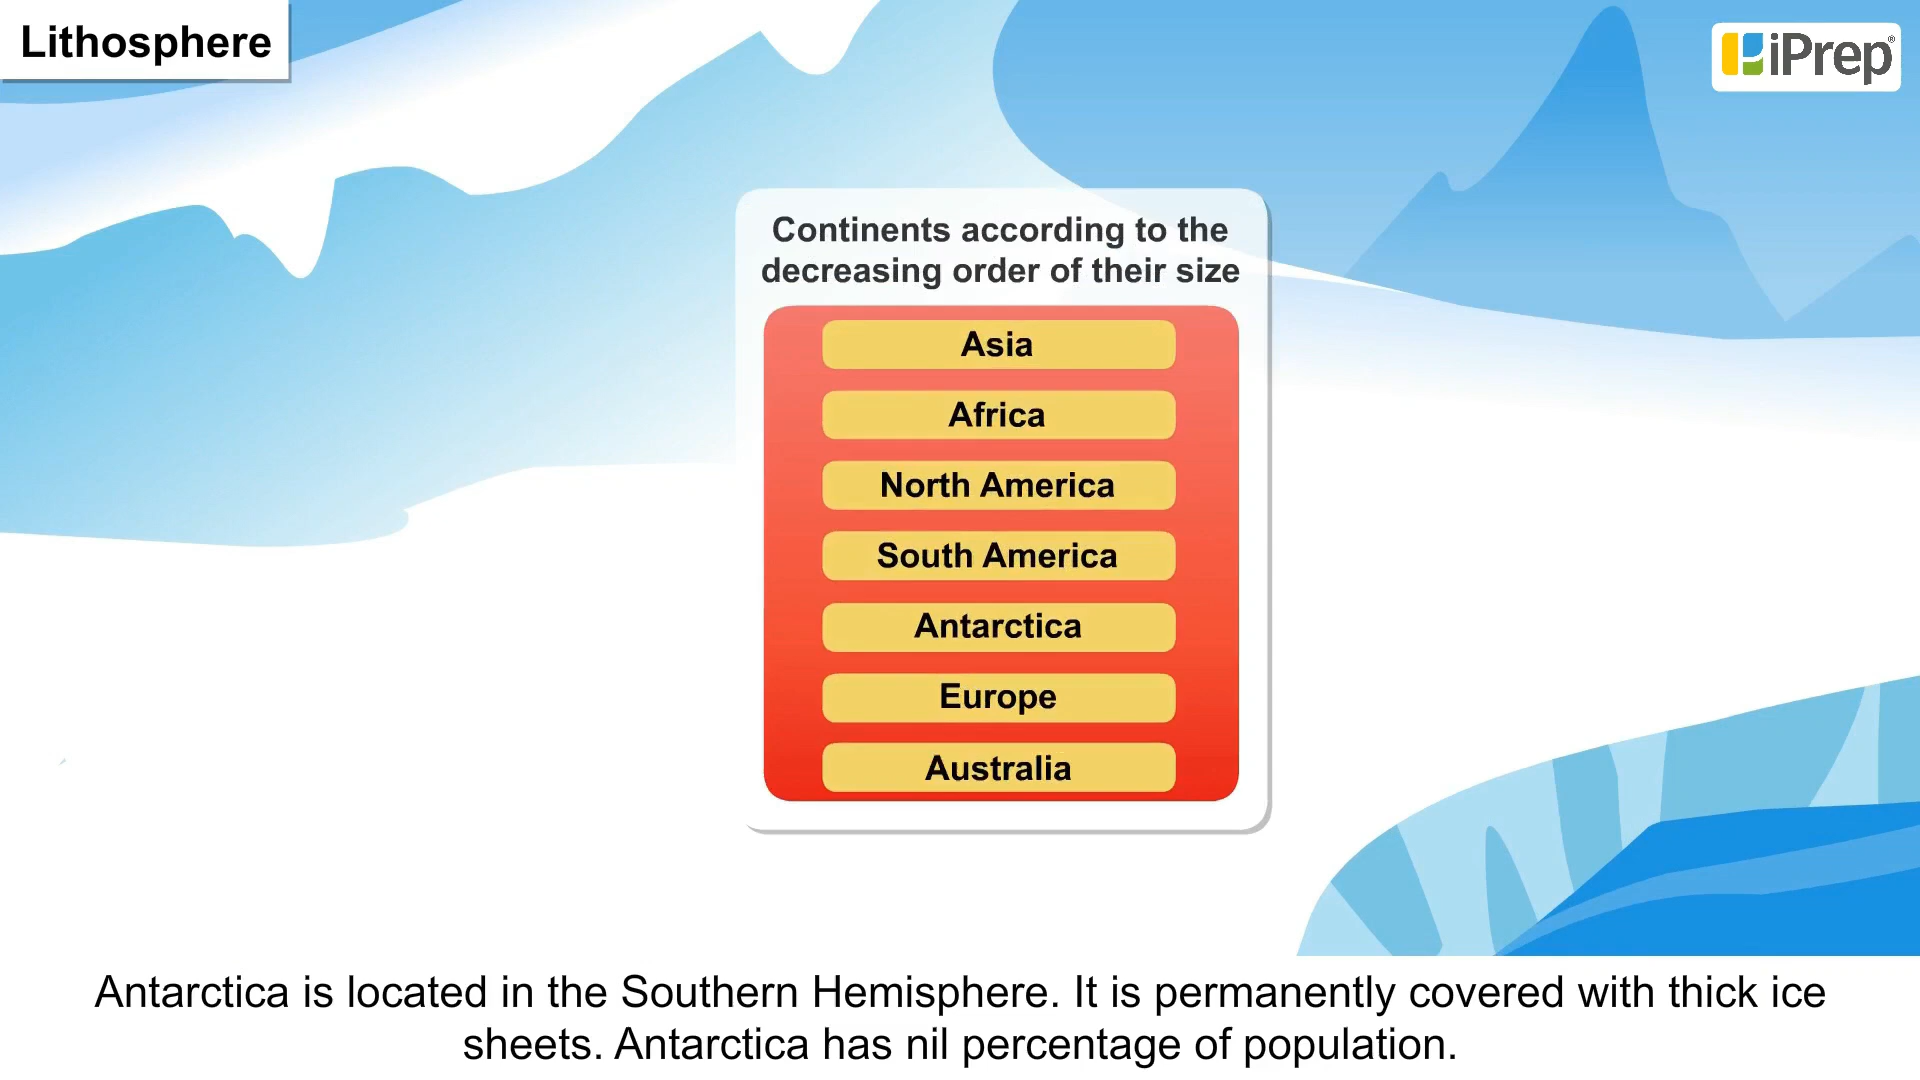 Lithosphere
iPrep®
Continents according to the
decreasing order of their size
Asia
Africa
North America
South America
Antarctica
Europe
Australia
Antarctica is located in the Southern Hemisphere. It is permanently covered with thick ice
sheets. Antarctica has nil percentage of population.